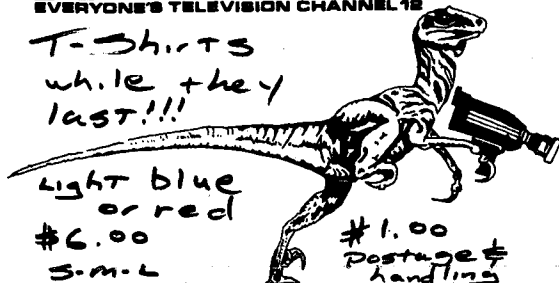 EVERYONE'S TELEVISION CHANNEL 12
T-Shirts
while they
last!!!
Light blue
or red
$6.00
S-M-L
$1.00
Postage &
handling